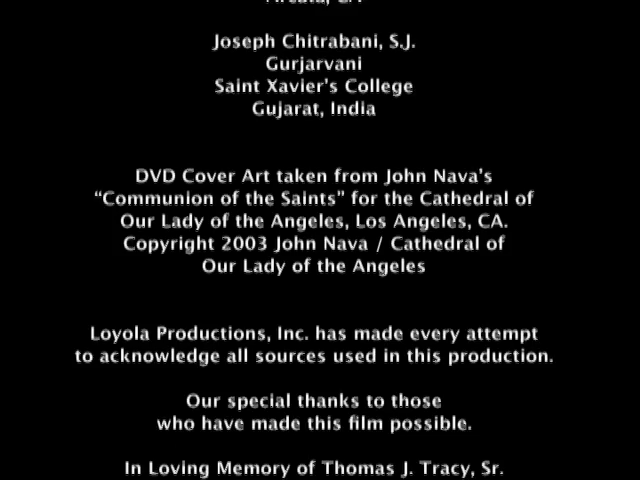 Joseph Chitrabani, S.J.
Gurjarvani
Saint Xavier's College
Gujarat, India
DVD Cover Art taken from John Nava's
“Communion of the Saints” for the Cathedral of
Our Lady of the Angeles, Los Angeles, CA.
Copyright 2003 John Nava / Cathedral of
Our Lady of the Angeles
Loyola Productions, Inc. has made every attempt
to acknowledge all sources used in this production.
Our special thanks to those
who have made this film possible.
In Loving Memory of Thomas J. Tracy, Sr.